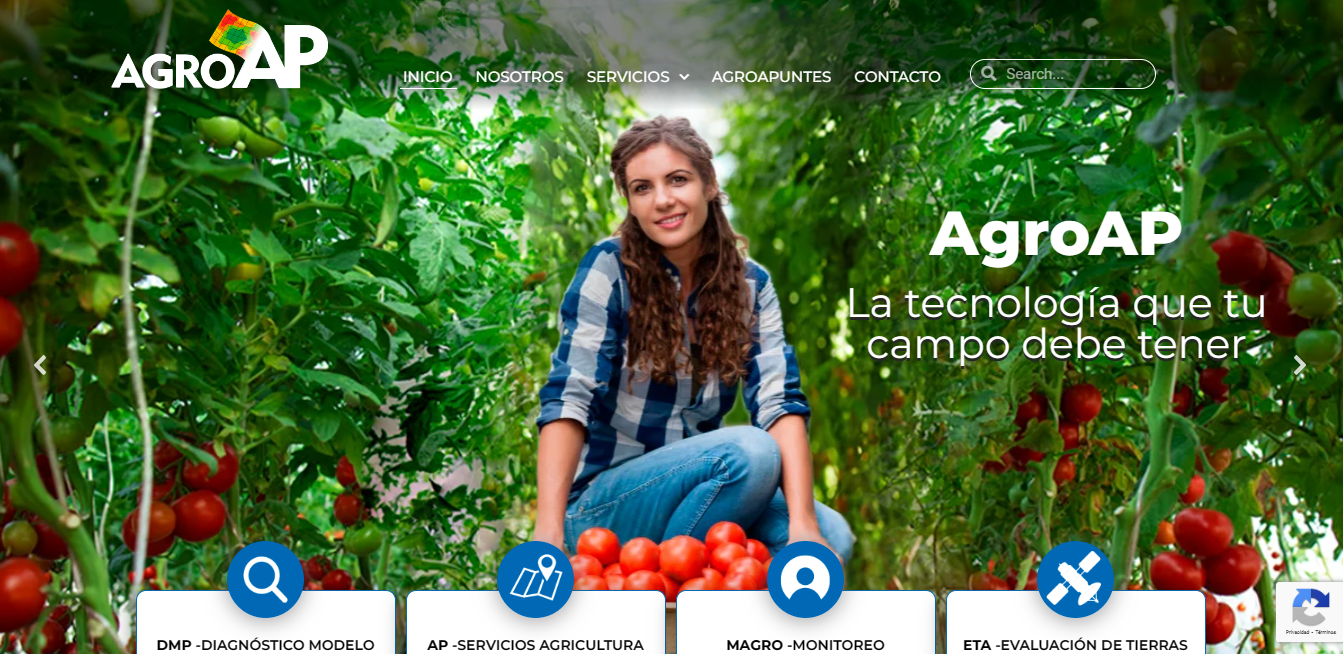 AGROAP
INICIO NOSOTROS SERVICIOS AGROAPUNTES CONTACTO Search...
AgroAP
La tecnología que tu
campo debe tener
DMP -DIAGNÓSTICO MODELO
AP -SERVICIOS AGRICULTURA
MAGRO -MONITOREO
ETA -EVALUACIÓN DE TIERRAS
Privacidad - Términos